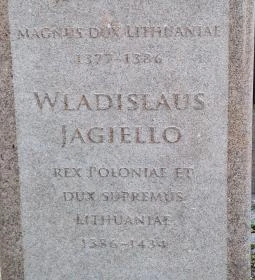 MAGNUS DUX LITHUANIAE
1377-1386
WLADISLAUS
JAGIELLO
REX POLONIAE ET
DUX SUPREMUS
LITHUANIAE
1386-1434